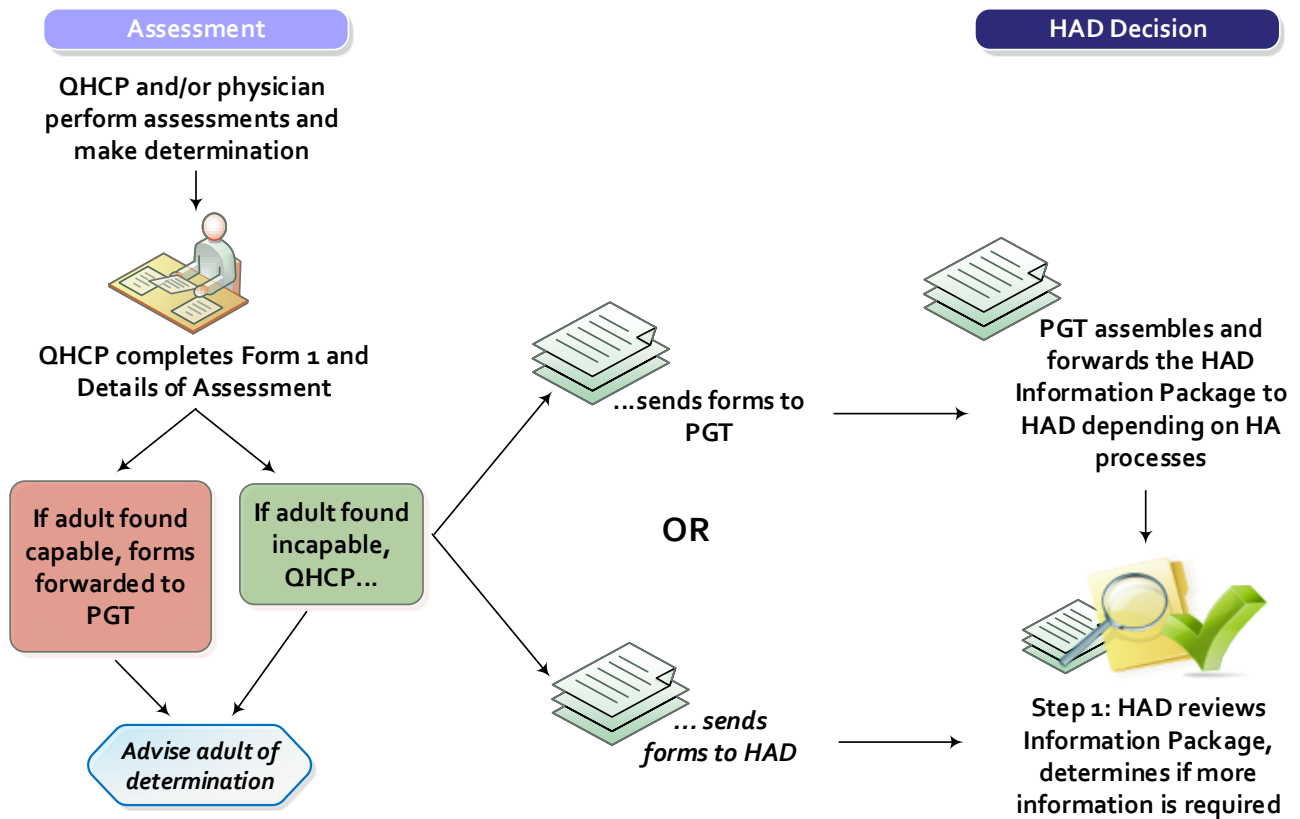 Assessment
HAD Decision
QHCP and/or physician
perform assessments and
make determination
QHCP completes Form 1 and
Details of Assessment
If adult found
capable, forms
forwarded to
PGT
If adult found
incapable,
QHCP...
Advise adult of
determination
...sends forms to
PGT
OR
... sends
forms to HAD
PGT assembles and
forwards the HAD
Information Package to
HAD depending on HA
processes
Step 1: HAD reviews
Information Package,
determines if more
information is required